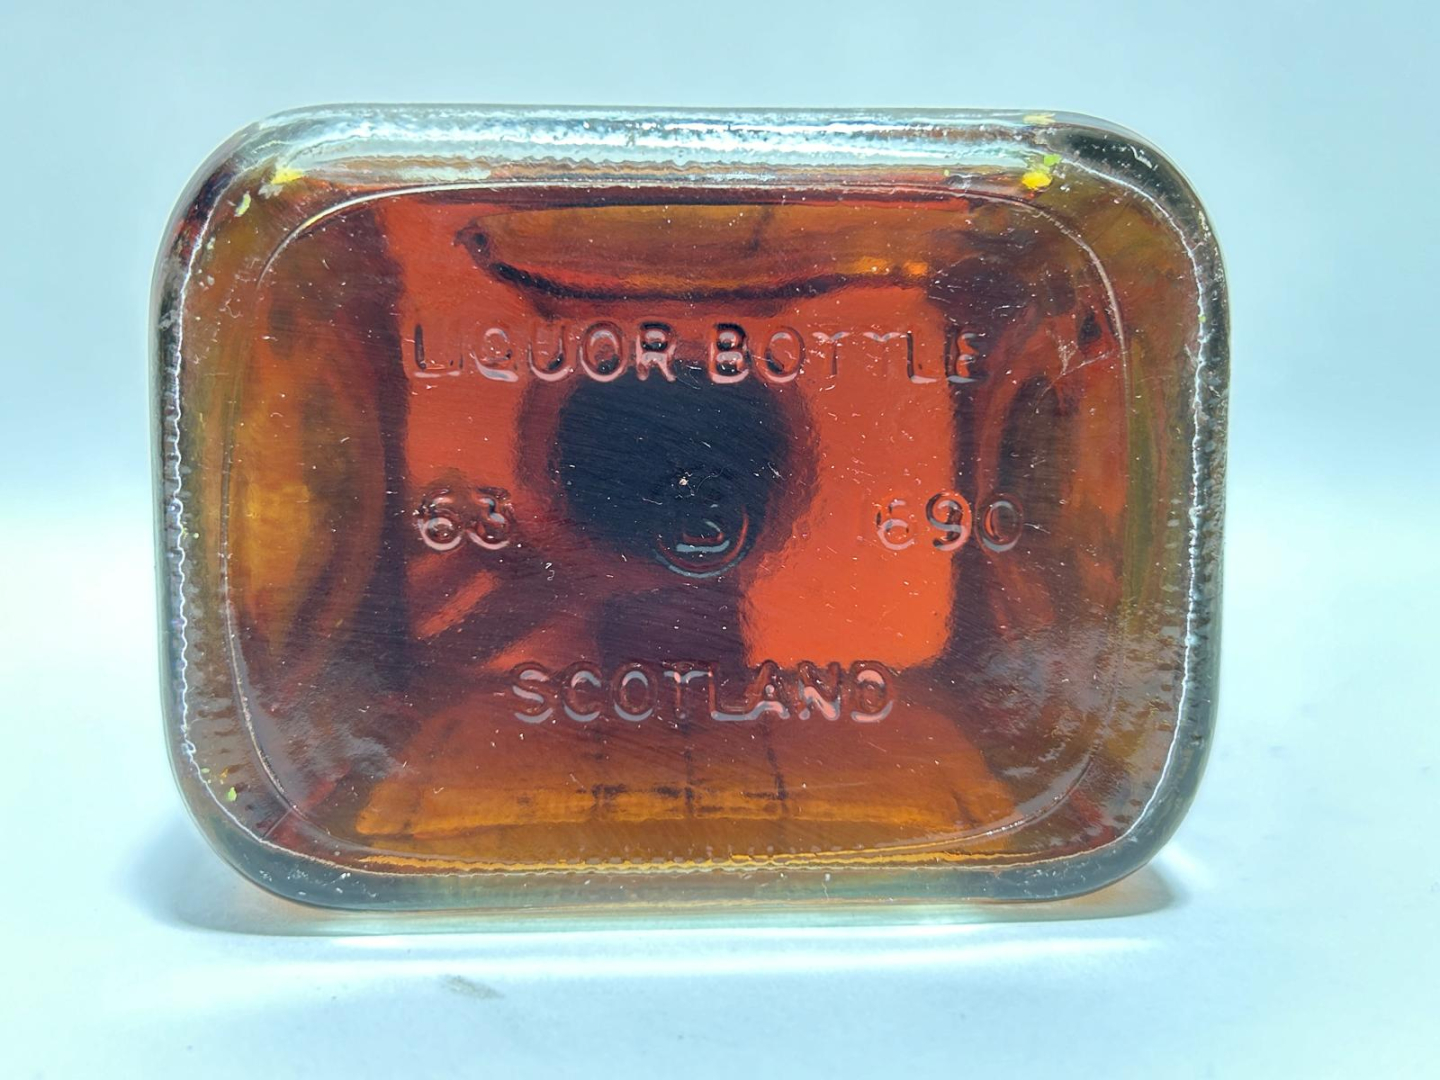 LIQUOR BOTTLE
63 690
SCOTLAND